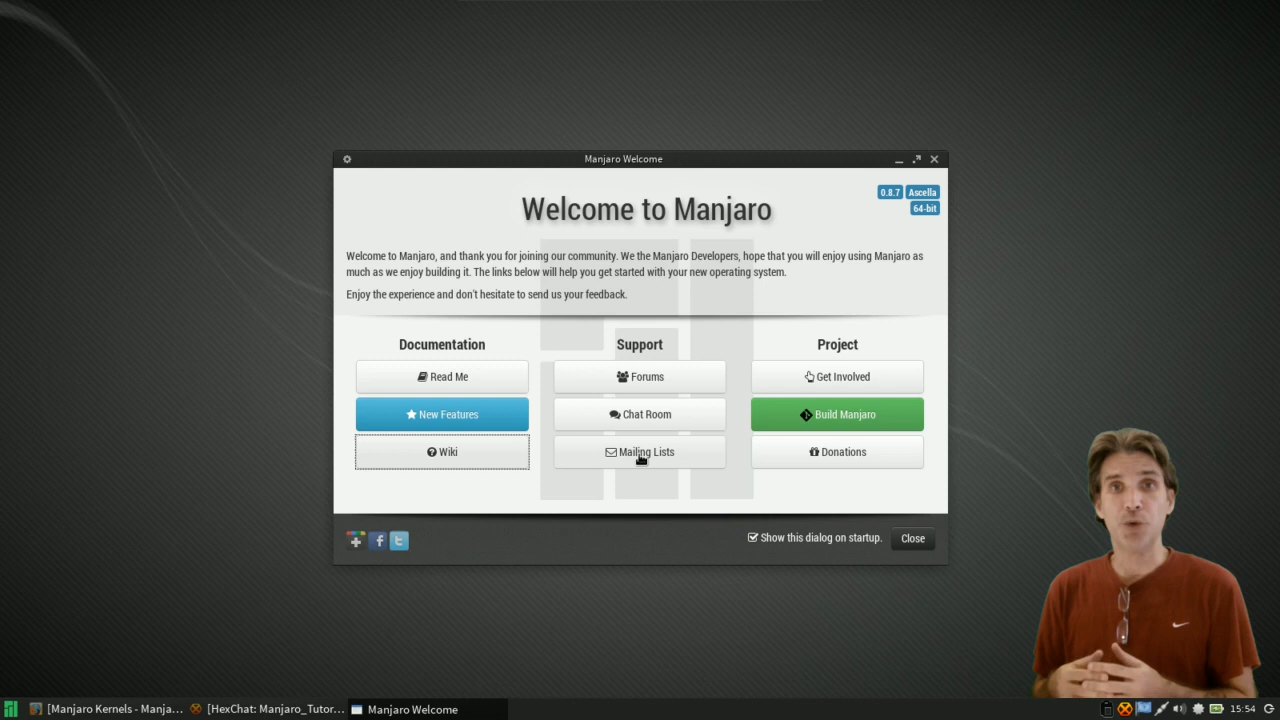 Manjaro Welcome
0.8.7 Ascella
64-bit
Welcome to Manjaro
Welcome to Manjaro, and thank you for joining our community. We the Manjaro Developers, hope that you will enjoy using Manjaro as
much as we enjoy building it. The links below will help you get started with your new operating system.
Enjoy the experience and don't hesitate to send us your feedback.
Documentation Support Project
Read Me Forums Get Involved
New Features Chat Room Build Manjaro
Wiki Mailing Lists Donations
Show this dialog on startup. Close
[Manjaro Kernels - Manja... [HexChat: Manjaro_Tutor... Manjaro Welcome 15:54